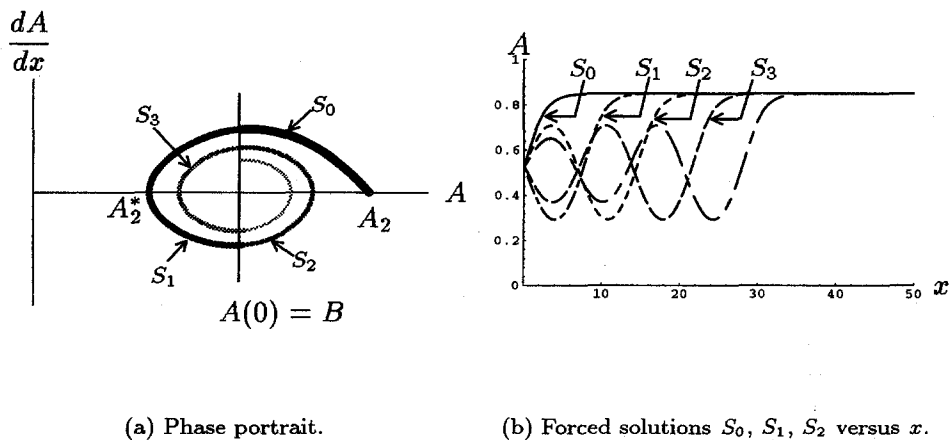 dA
dx
S₃
S₀
A
A₂*
A₂
S₁
S₂
A(0) = B
(a) Phase portrait.
A
S₀ S₁ S₂ S₃
1
0.8
0.6
0.4
0.2
0
10 20 30 40 50
x
(b) Forced solutions S₀, S₁, S₂ versus x.